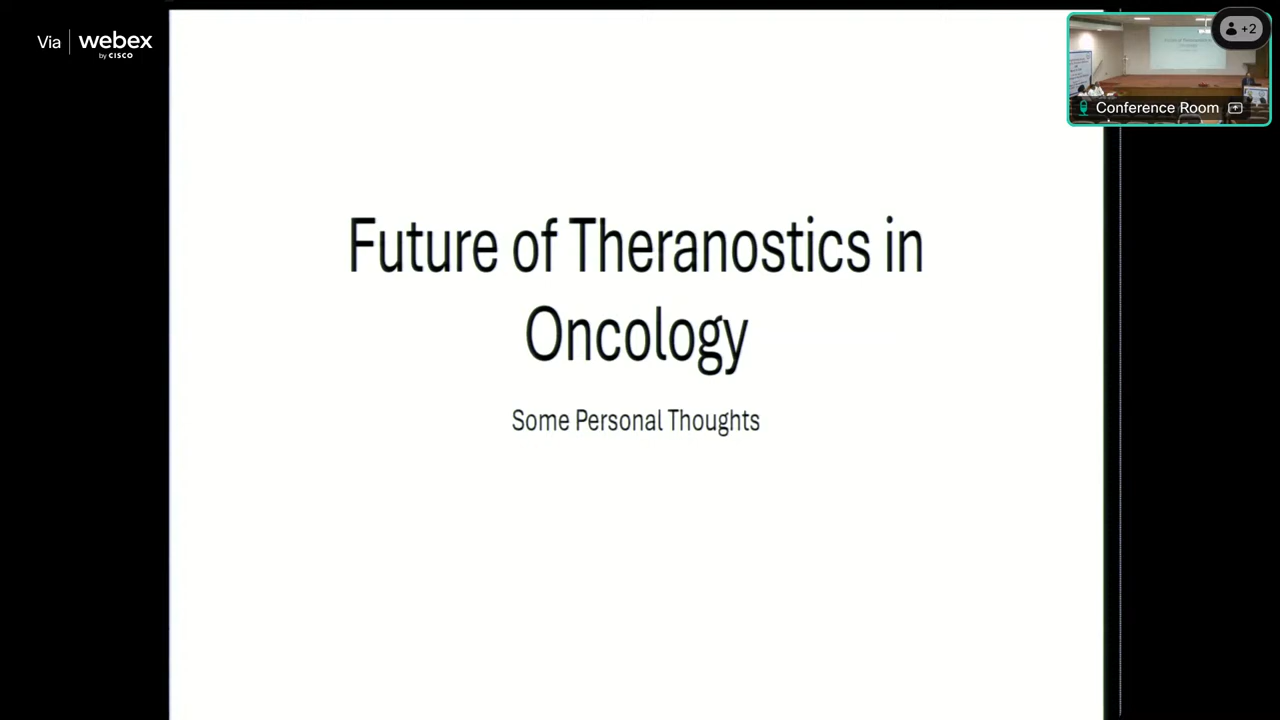 Via webex
by CISCO
+2
Conference Room
Future of Theranostics in
Oncology
Some Personal Thoughts